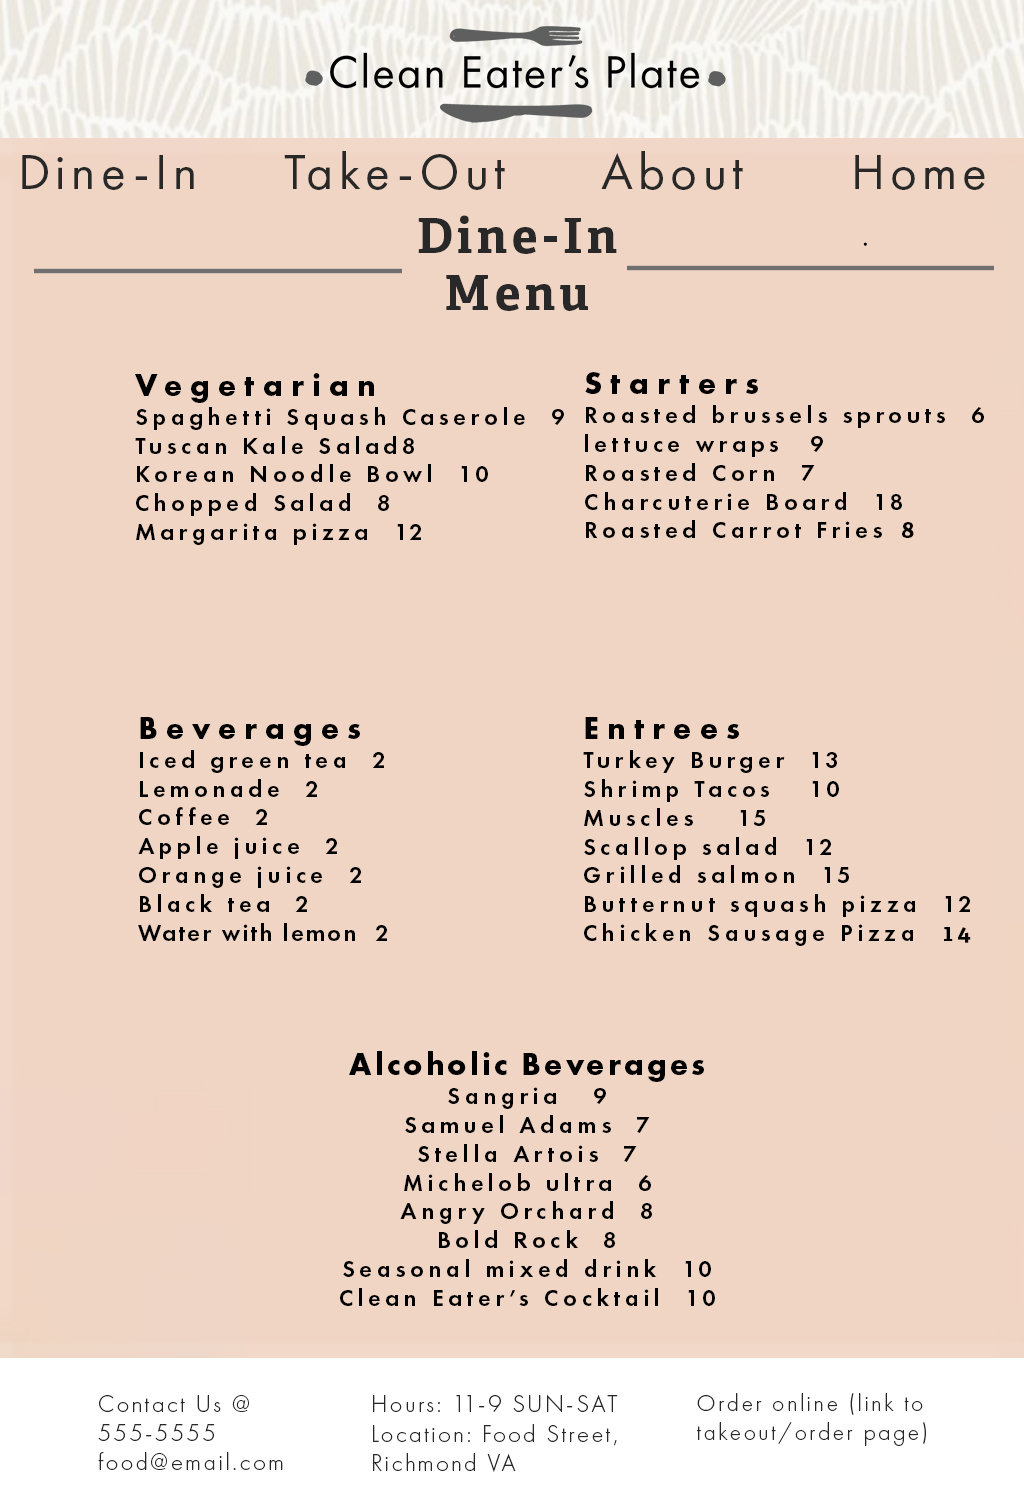 Clean Eater's Plate
Dine-In Take-Out About Home
Dine-In
Menu
Vegetarian
Spaghetti Squash Caserole 9
Tuscan Kale Salad8
Korean Noodle Bowl 10
Chopped Salad 8
Margarita pizza 12
Starters
Roasted brussels sprouts 6
lettuce wraps 9
Roasted Corn 7
Charcuterie Board 18
Roasted Carrot Fries 8
Beverages
Iced green tea 2
Lemonade 2
Coffee 2
Apple juice 2
Orange juice 2
Black tea 2
Water with lemon 2
Entrees
Turkey Burger 13
Shrimp Tacos 10
Muscles 15
Scallop salad 12
Grilled salmon 15
Butternut squash pizza 12
Chicken Sausage Pizza 14
Alcoholic Beverages
Sangria 9
Samuel Adams 7
Stella Artois 7
Michelob ultra 6
Angry Orchard 8
Bold Rock 8
Seasonal mixed drink 10
Clean Eater's Cocktail 10
Contact Us @
555-5555
food@email.com
Hours: 11-9 SUN-SAT
Location: Food Street,
Richmond VA
Order online (link to
takeout/order page)